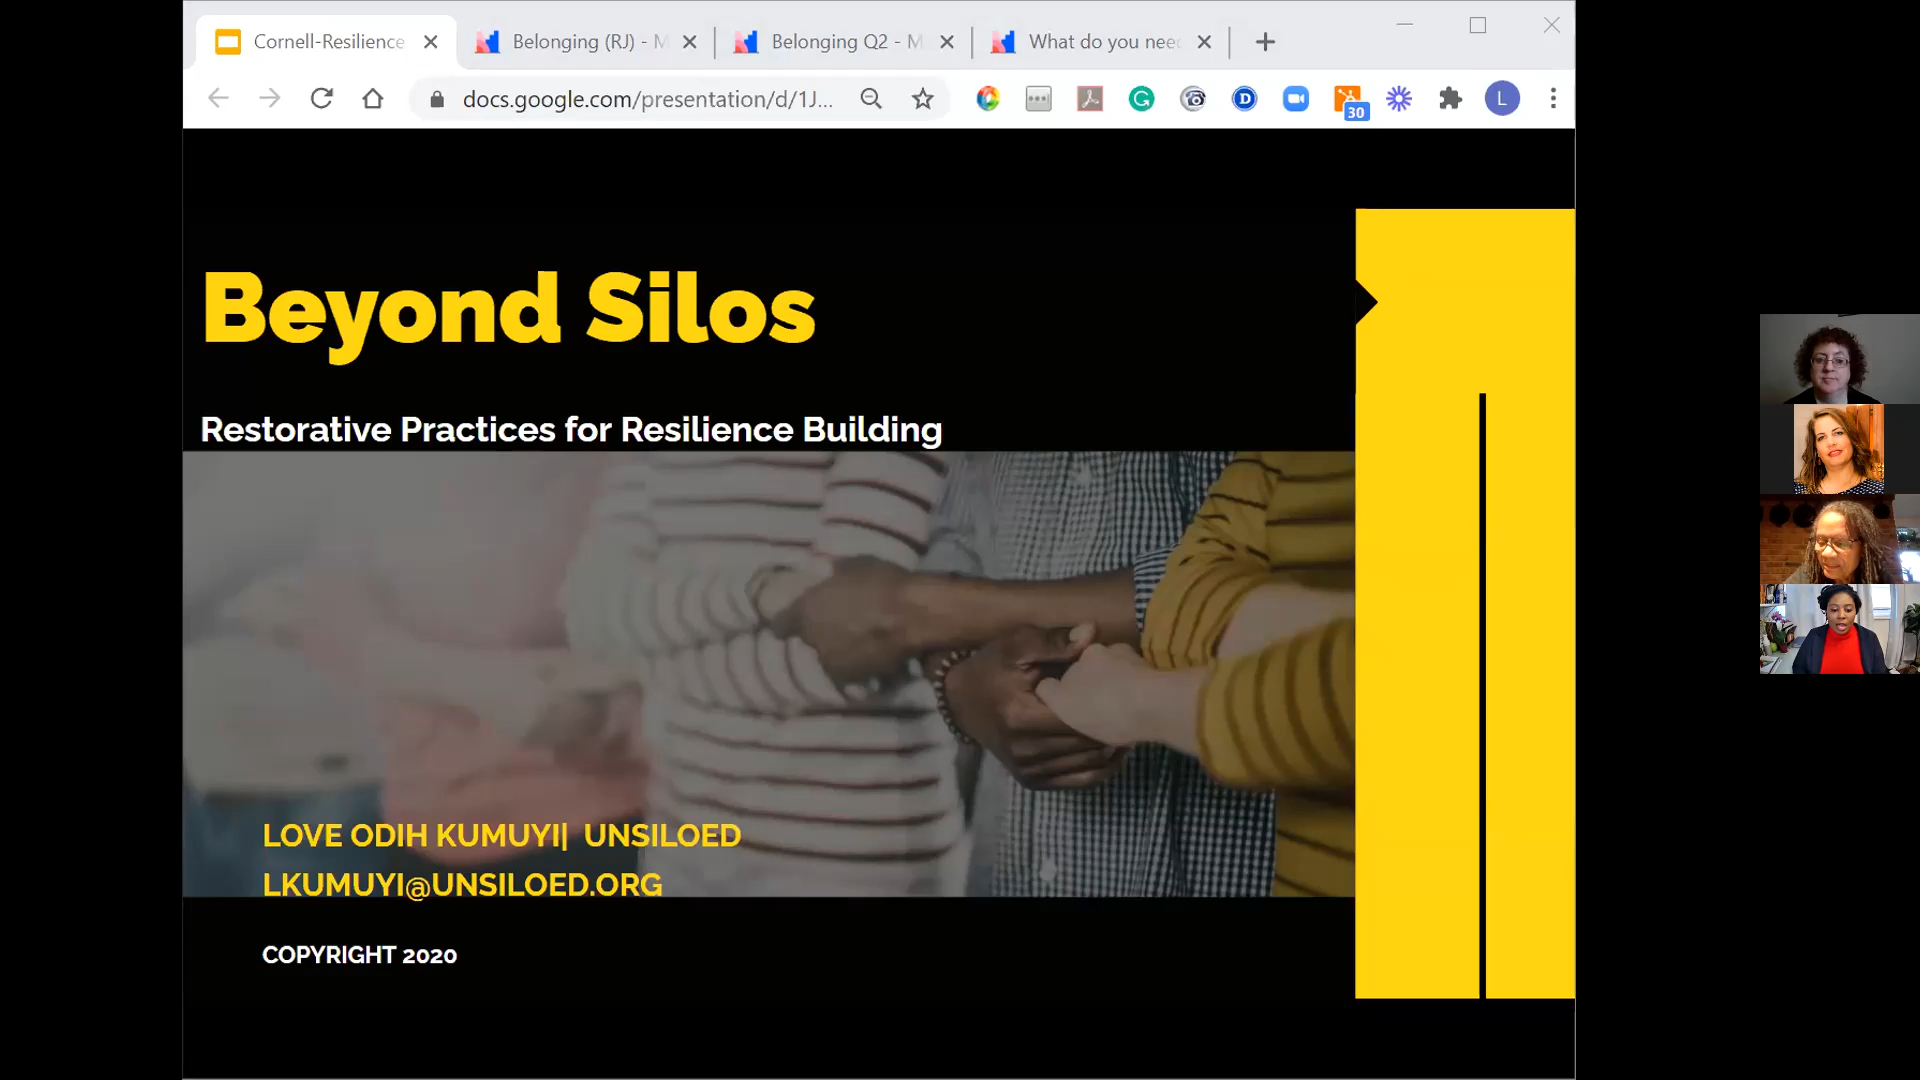 Cornell-Resilience
Belonging (RJ) - M
Belonging Q2 - M
What do you need
docs.google.com/presentation/d/1J...
D
30
L
Beyond Silos
Restorative Practices for Resilience Building
LOVE ODIH KUMUYI| UNSILOED
LKUMUYI@UNSILOED.ORG
COPYRIGHT 2020